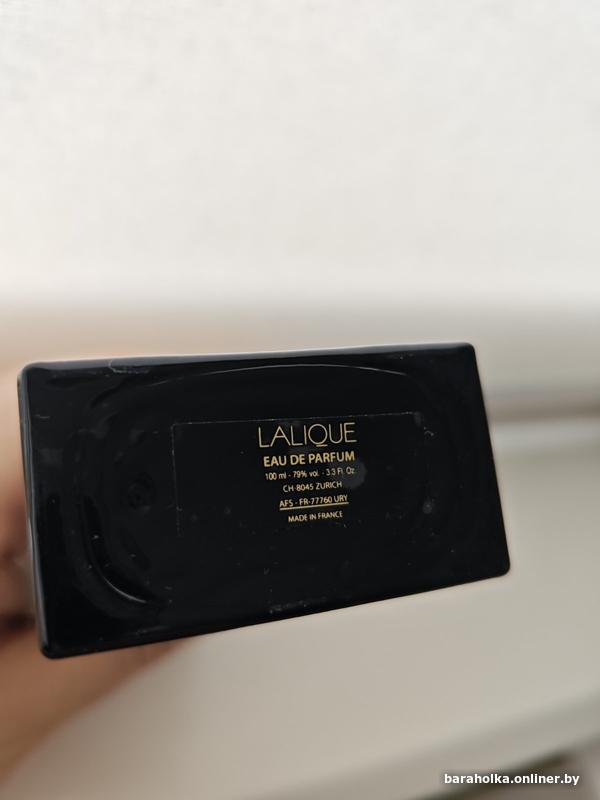 LALIQUE
EAU DE PARFUM
100 ml - 79% vol. - 3.3 Fl. Oz.
CH-8045 ZURICH
AFS - FR-77760 URY
MADE IN FRANCE
baraholka.onliner.by